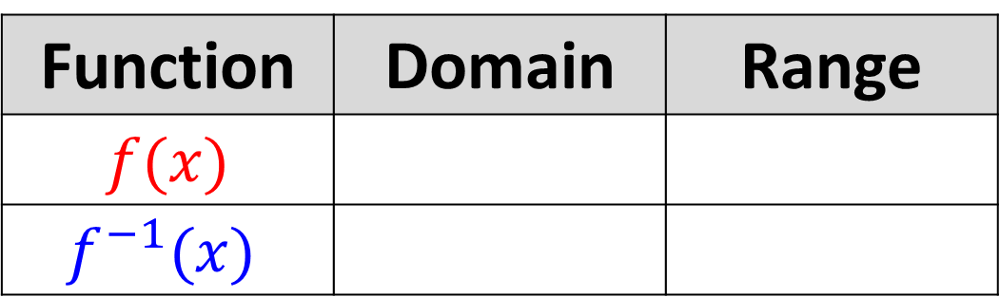 Function Domain Range
f(x)
f⁻¹(x)